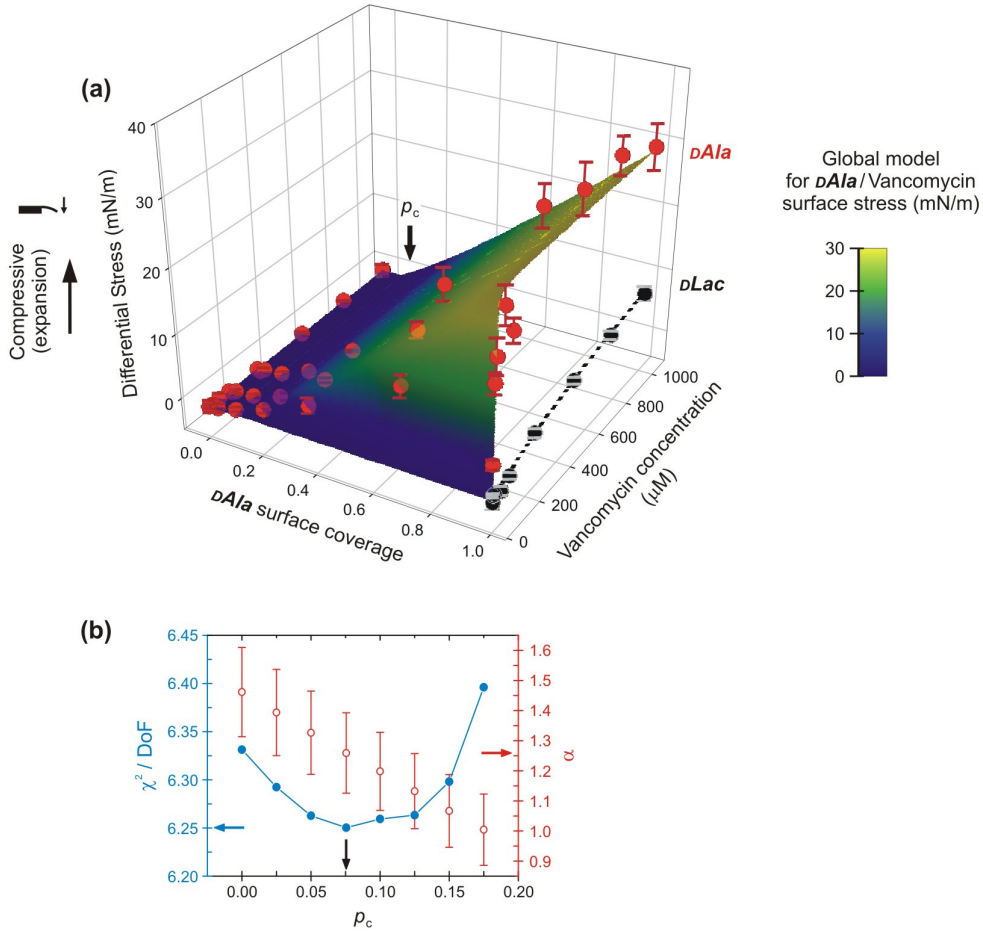 (a)
40
30
20
10
0
Differential Stress (mN/m)
Compressive
(expansion)
pc
DAla
DLac
0.0
0.2
0.4
0.6
0.8
1.0
DAla surface coverage
0
200
400
600
800
1000
Vancomycin concentration
(μM)
Global model
for DAla/Vancomycin
surface stress (mN/m)
30
20
10
0
(b)
6.45
6.40
6.35
6.30
6.25
6.20
χ² / DoF
1.6
1.5
1.4
1.3
1.2
1.1
1.0
0.9
α
0.00 0.05 0.10 0.15 0.20
pc